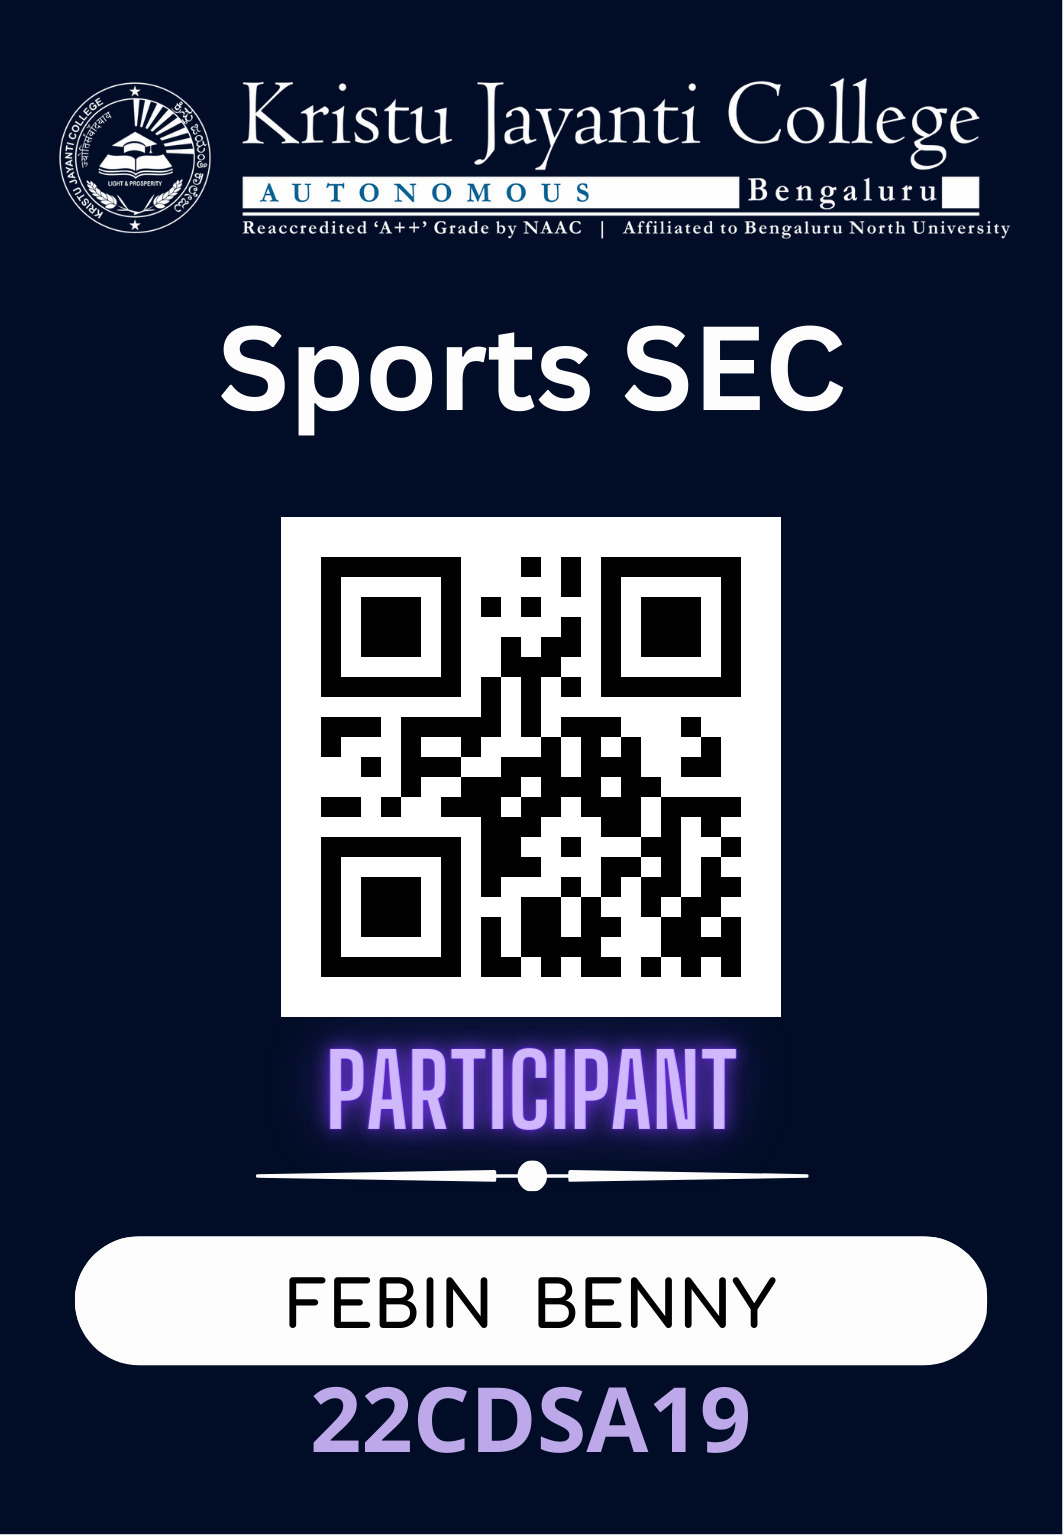 KRISTU JAYANTI COLLEGE
ಕ್ರಿಸ್ತು ಜಯಂತಿ ಕಾಲೇಜು
LIGHT & PROSPERITY
Kristu Jayanti College
AUTONOMOUS Bengaluru
Reaccredited ‘A++’ Grade by NAAC | Affiliated to Bengaluru North University
Sports SEC
PARTICIPANT
FEBIN BENNY
22CDSA19